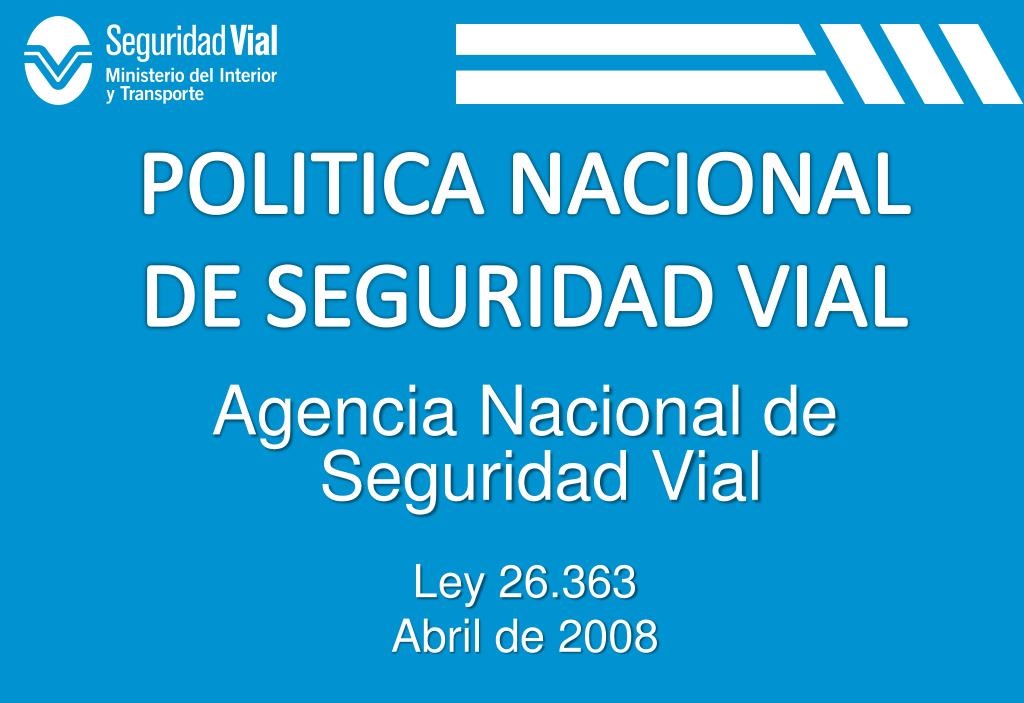 Seguridad Vial
Ministerio del Interior
y Transporte
POLITICA NACIONAL
DE SEGURIDAD VIAL
Agencia Nacional de
Seguridad Vial
Ley 26.363
Abril de 2008